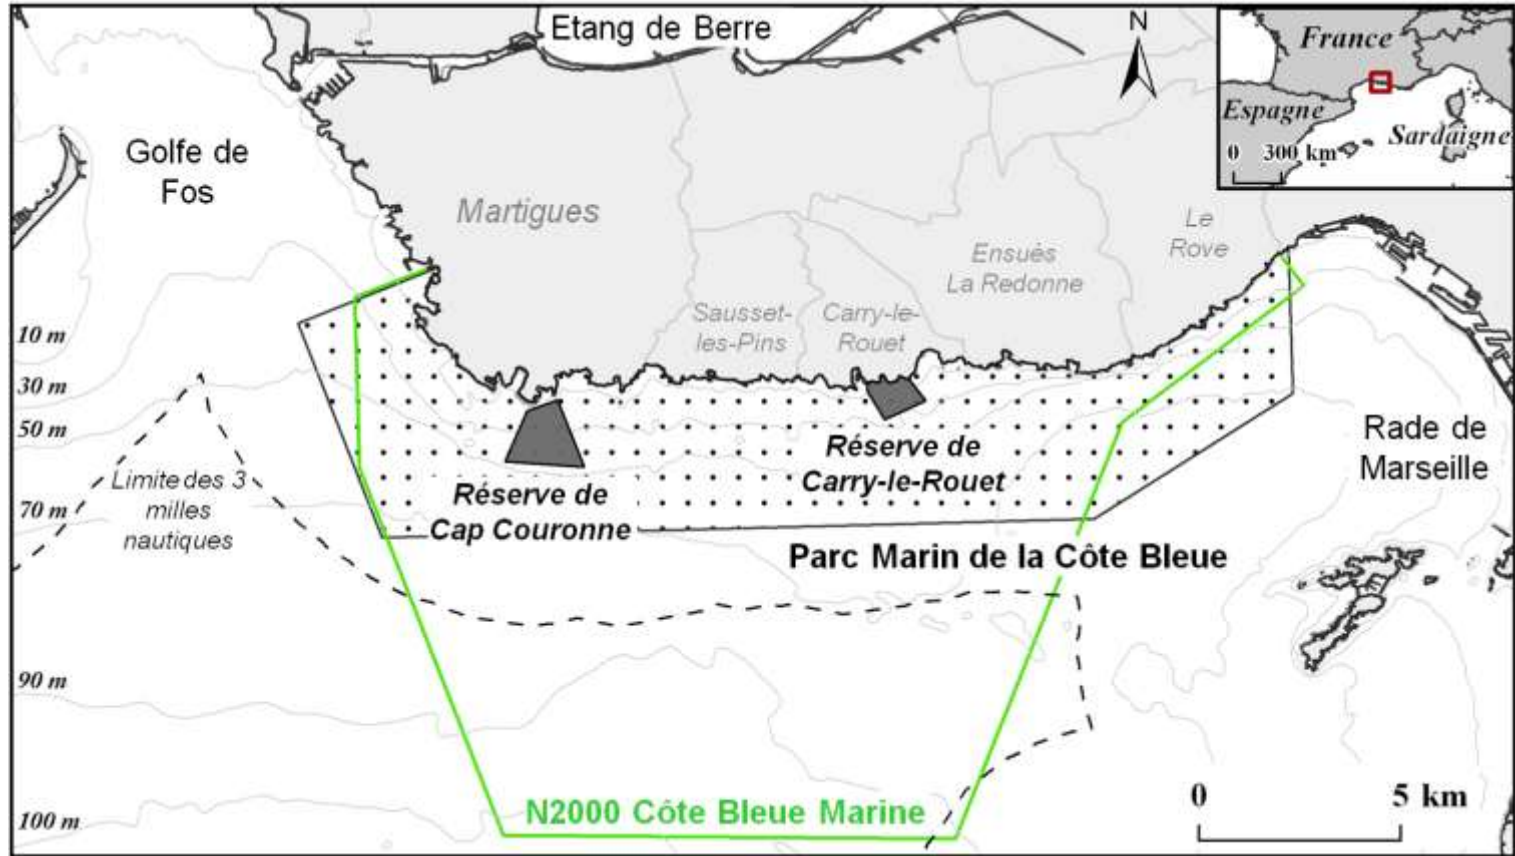 Etang de Berre
N
France
Espagne
Sardaigne
0 300 km
Golfe de
Fos
Martigues
Le
Rove
Ensuès
La Redonne
Sausset-
les-Pins
Carry-le-
Rouet
10 m
30 m
50 m
70 m
90 m
100 m
Limite des 3
milles
nautiques
Réserve de
Cap Couronne
Réserve de
Carry-le-Rouet
Rade de
Marseille
Parc Marin de la Côte Bleue
N2000 Côte Bleue Marine
0 5 km